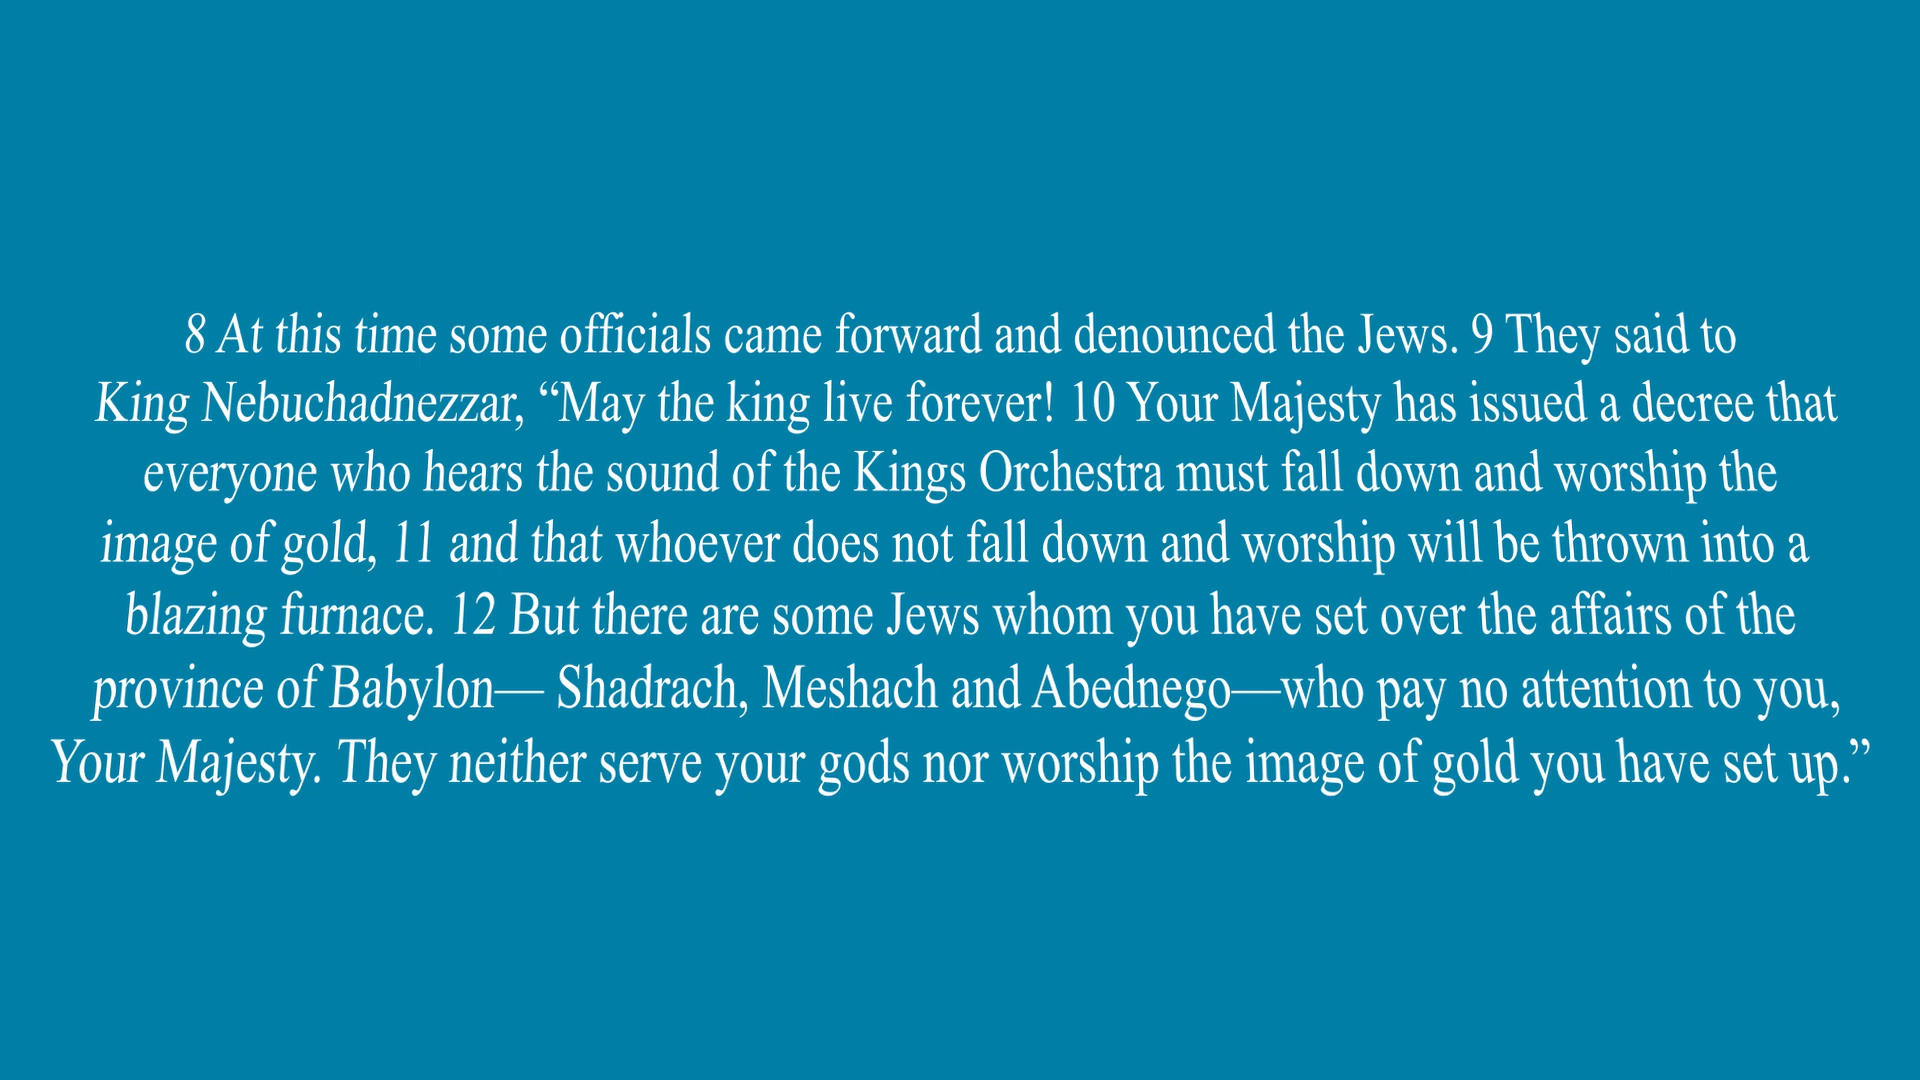 8 At this time some officials came forward and denounced the Jews. 9 They said to
King Nebuchadnezzar, “May the king live forever! 10 Your Majesty has issued a decree that
everyone who hears the sound of the Kings Orchestra must fall down and worship the
image of gold, 11 and that whoever does not fall down and worship will be thrown into a
blazing furnace. 12 But there are some Jews whom you have set over the affairs of the
province of Babylon— Shadrach, Meshach and Abednego—who pay no attention to you,
Your Majesty. They neither serve your gods nor worship the image of gold you have set up.”